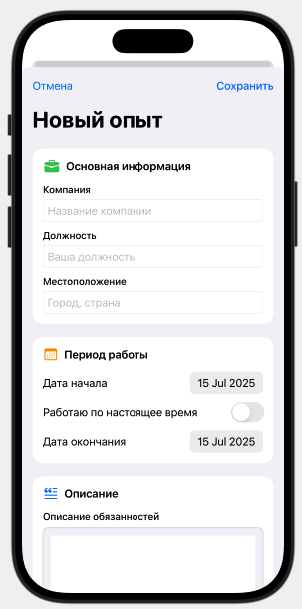 Отмена Сохранить
Новый опыт
Основная информация
Компания
Название компании
Должность
Ваша должность
Местоположение
Город, страна
Период работы
Дата начала 15 Jul 2025
Работаю по настоящее время
Дата окончания 15 Jul 2025
Описание
Описание обязанностей